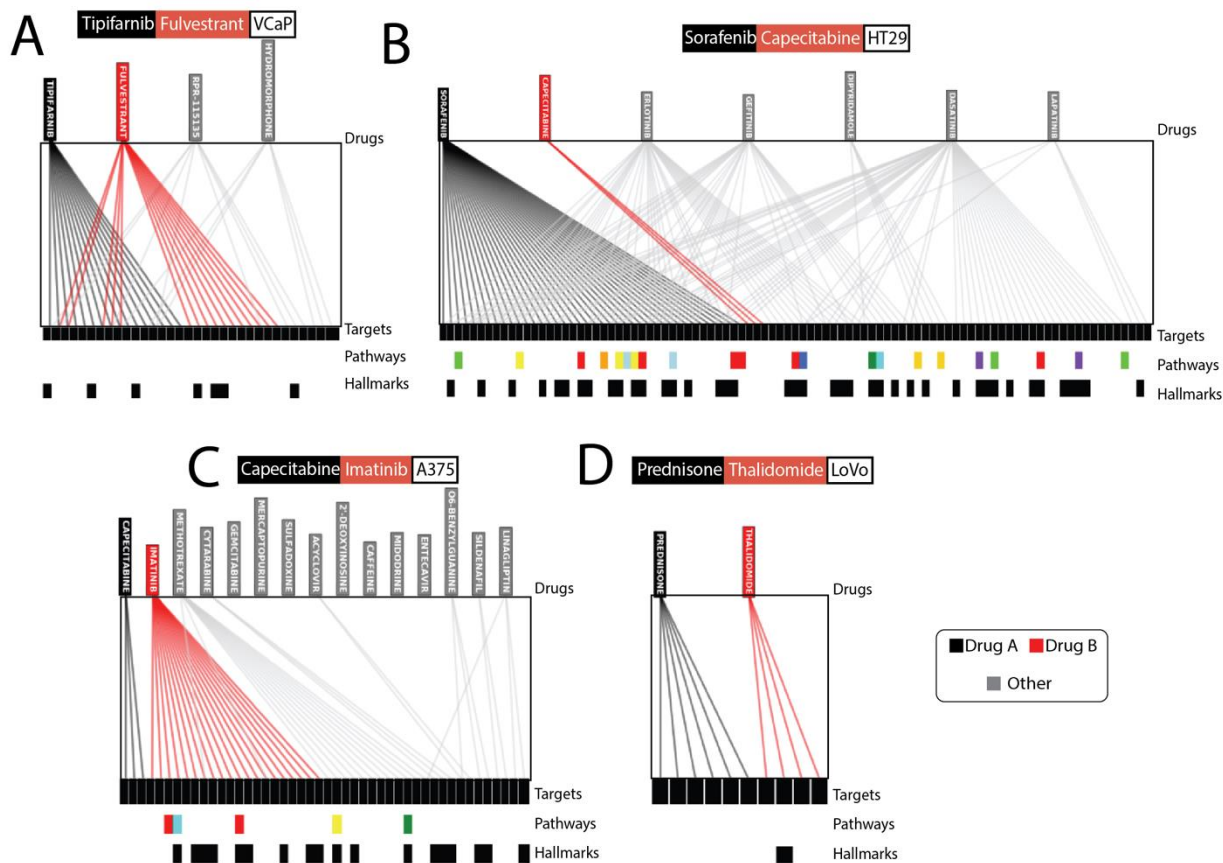 A
Tipifarnib Fulvestrant VCaP
TIPIFARNIB
FULVESTRANT
RPR-115135
HYDROMORPHONE
Drugs
Targets
Pathways
Hallmarks
B
Sorafenib Capecitabine HT29
SORAFENIB
CAPECITABINE
ERLOTINIB
GEFITINIB
DIPYRIDAMOLE
DASATINIB
LAPATINIB
Drugs
Targets
Pathways
Hallmarks
C
Capecitabine Imatinib A375
CAPECITABINE
IMATINIB
METHOTREXATE
CYTARABINE
GEMCITABINE
MERCAPTOPURINE
SULFADOXINE
ACYCLOVIR
2'-DEOXYINOSINE
CAFFEINE
MIDODRINE
ENTECAVIR
O6-BENZYLGUANINE
SILDENAFIL
LINAGLIPTIN
Drugs
Targets
Pathways
Hallmarks
D
Prednisone Thalidomide LoVo
PREDNISONE
THALIDOMIDE
Drugs
Targets
Pathways
Hallmarks
Drug A Drug B
Other